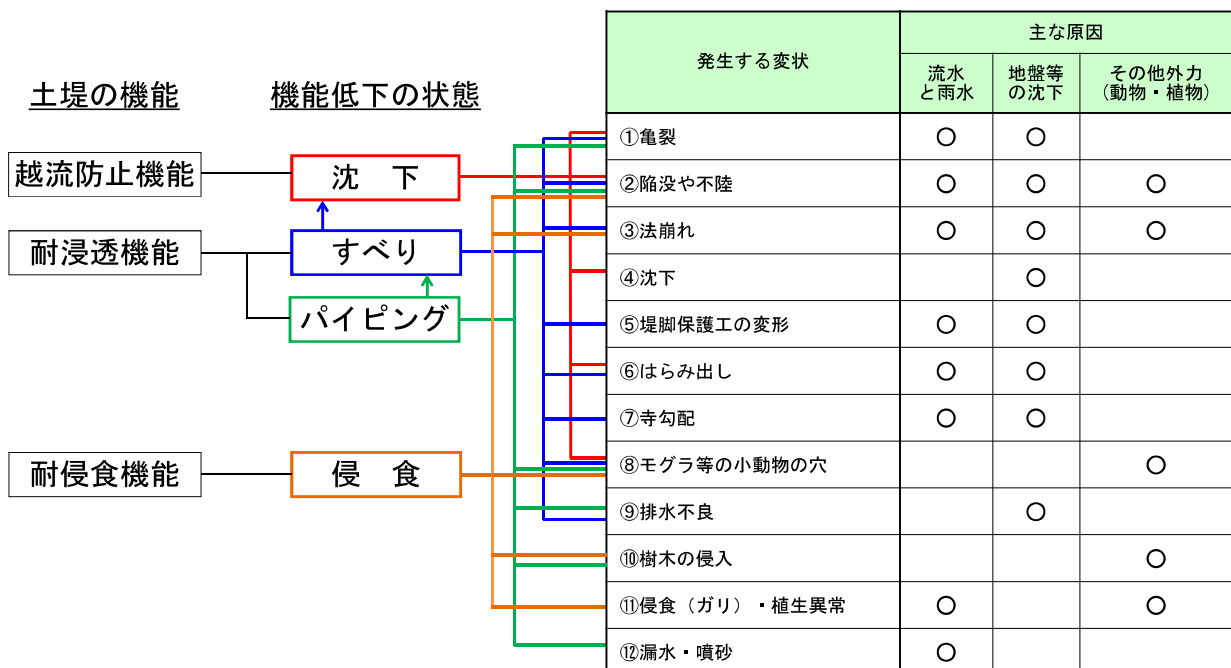 土堤の機能
機能低下の状態
越流防止機能
沈 下
耐浸透機能
すべり
パイピング
耐侵食機能
侵 食
発生する変状
主な原因
流水
と雨水
地盤等
の沈下
その他外力
(動物・植物)
①亀裂 ○ ○
②陥没や不陸 ○ ○ ○
③法崩れ ○ ○ ○
④沈下 ○
⑤堤脚保護工の変形 ○ ○
⑥はらみ出し ○ ○
⑦寺勾配 ○ ○
⑧モグラ等の小動物の穴 ○
⑨排水不良 ○
⑩樹木の侵入 ○
⑪侵食（ガリ）・植生異常 ○ ○
⑫漏水・噴砂 ○